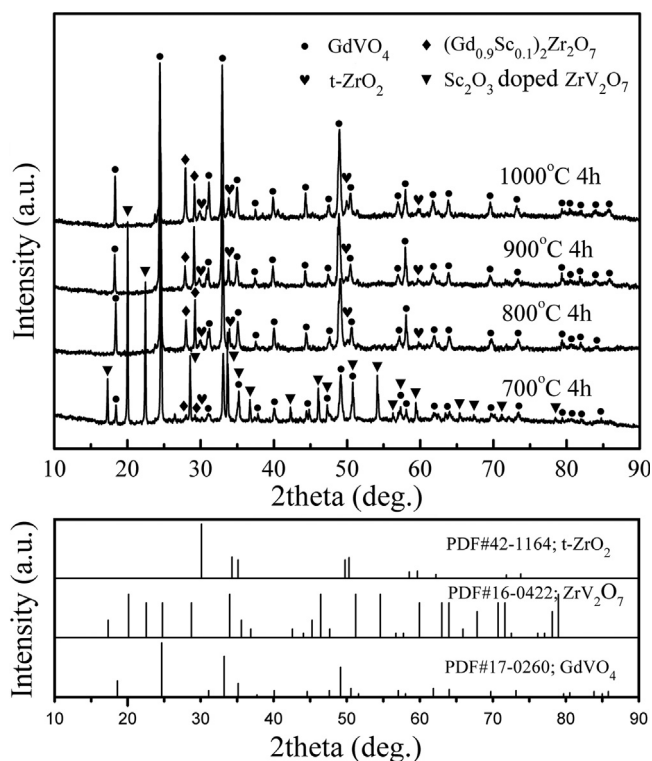 ● GdVO₄ ♦ (Gd₀.₉Sc₀.₁)₂Zr₂O₇
♥ t-ZrO₂ ▼ Sc₂O₃ doped ZrV₂O₇
1000°C 4h
900°C 4h
800°C 4h
700°C 4h
Intensity (a.u.)
10 20 30 40 50 60 70 80 90
2theta (deg.)
PDF#42-1164; t-ZrO₂
PDF#16-0422; ZrV₂O₇
PDF#17-0260; GdVO₄
Intensity (a.u.)
10 20 30 40 50 60 70 80 90
2theta (deg.)